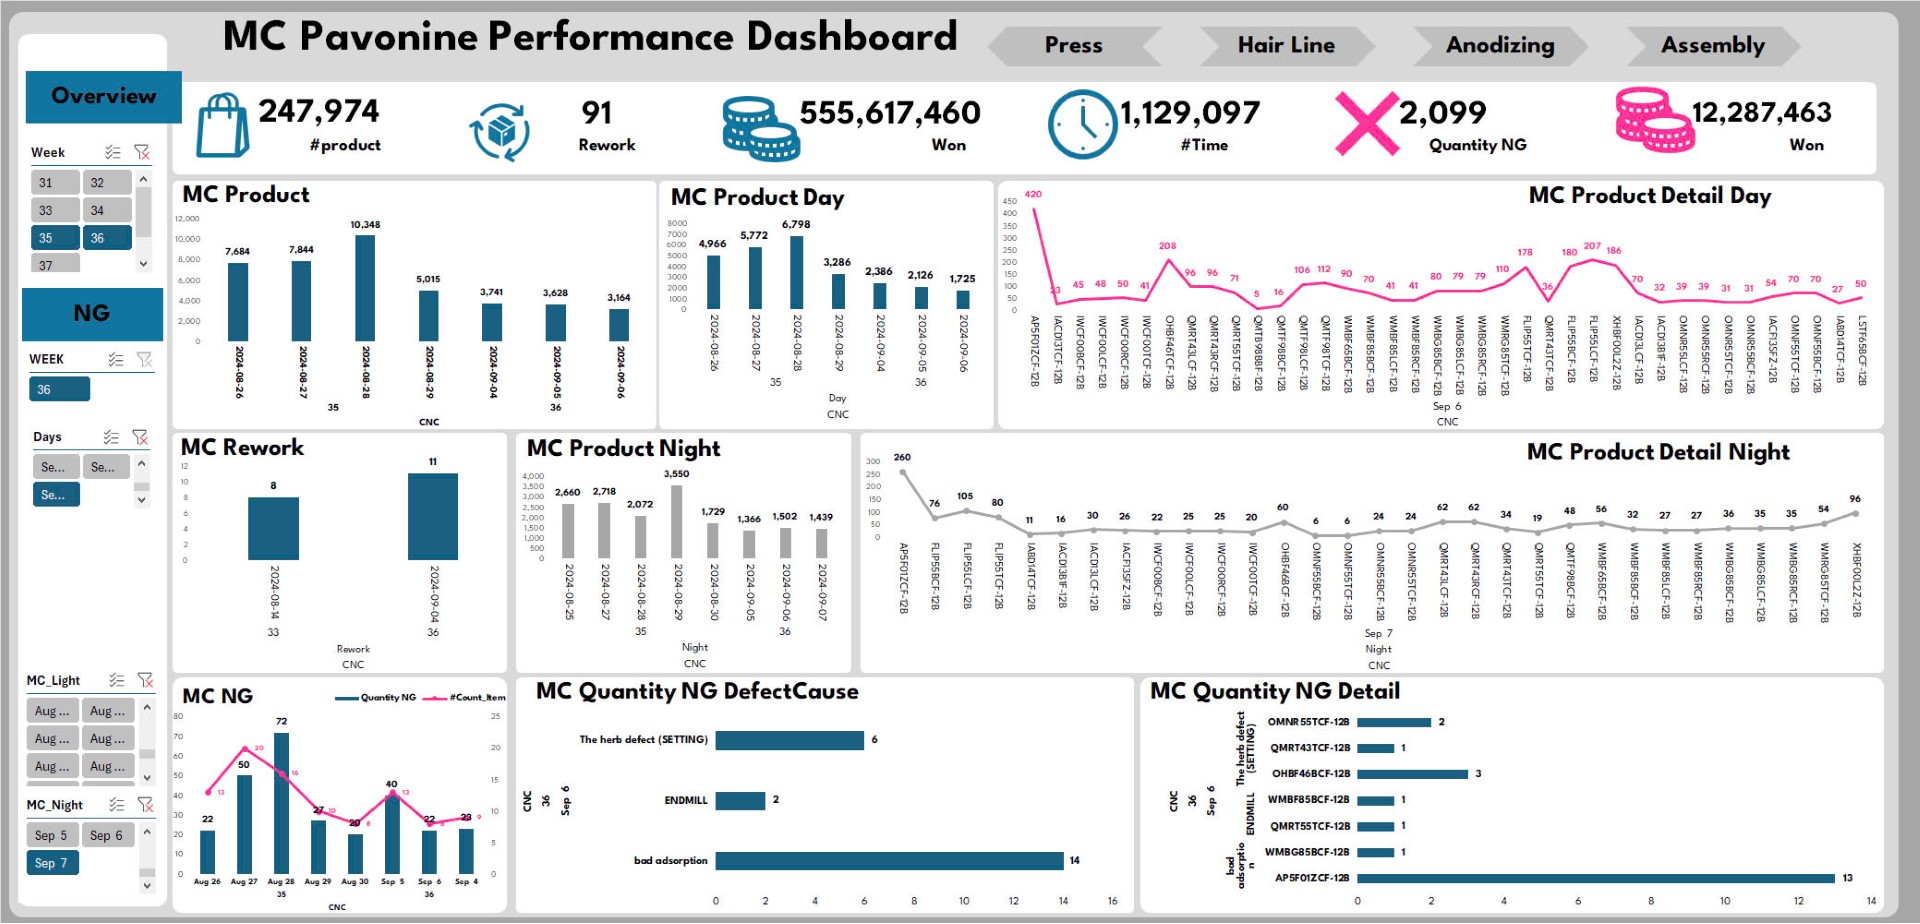 MC Pavonine Performance Dashboard
Press
Hair Line
Anodizing
Assembly
Overview
247,974
#product
91
Rework
555,617,460
Won
1,129,097
#Time
2,099
Quantity NG
12,287,463
Won
Week
31 32
33 34
35 36
37
NG
WEEK
36
Days
Se... Se...
Se...
MC_Light
Aug ... Aug ...
Aug ... Aug ...
Aug ... Aug ...
MC_Night
Sep 5 Sep 6
Sep 7
MC Product
12,000
10,000
8,000
6,000
4,000
2,000
0
7,684 7,844 10,348 5,015 3,741 3,628 3,164
2024-08-26 2024-08-27 2024-08-28 2024-08-29 2024-09-04 2024-09-05 2024-09-06
35 36
CNC
MC Product Day
8000
7000
6000
5000
4000
3000
2000
1000
0
4,966 5,772 6,798 3,286 2,386 2,126 1,725
2024-08-26 2024-08-27 2024-08-28 2024-08-29 2024-09-04 2024-09-05 2024-09-06
35 36
Day
CNC
MC Product Detail Day
450
400
350
300
250
200
150
100
50
0
420 23 45 48 50 41 208 96 96 71 5 16 106 112 90 70 41 41 80 79 79 110 178 36 180 207 186 70 32 39 39 31 31 54 70 70 27 50
AP5F01ZCF-12B IACD13TCF-12B IWCF00BCF-12B IWCF00LCF-12B IWCF00RCF-12B IWCF00TCF-12B OHBF46TCF-12B QMRT43LCF-12B QMRT43RCF-12B QMRT55TCF-12B QMTB98BBF-12B QMTF98BCF-12B QMTF98LCF-12B QMTF98TCF-12B WMBF65BCF-12B WMBF85BCF-12B WMBF85LCF-12B WMBF85RCF-12B WMBG85BCF-12B WMBG85LCF-12B WMBG85RCF-12B WMRG85TCF-12B FLIP55TCF-12B QMRT43TCF-12B FLIP55BCF-12B FLIP55LCF-12B XHBF00L2Z-12B IACD13LCF-12B IACD13B1F-12B OMNR55LCF-12B OMNR55RCF-12B OMNR55TCF-12B OMNR55BCF-12B IACF13SFZ-12B OMNF55TCF-12B OMNF55BCF-12B IABD14TCF-12B LSTF65BCF-12B
Sep 6
CNC
MC Rework
12
10
8
6
4
2
0
8 11
2024-08-14 2024-09-04
33 36
Rework
CNC
MC Product Night
4,000
3,500
3,000
2,500
2,000
1,500
1,000
500
0
2,660 2,718 2,072 3,550 1,729 1,366 1,502 1,439
2024-08-25 2024-08-27 2024-08-28 2024-08-29 2024-08-30 2024-09-05 2024-09-06 2024-09-07
35 36
Night
CNC
MC Product Detail Night
300
250
200
150
100
50
0
260 76 105 80 11 16 30 26 22 25 25 20 60 6 6 24 24 62 62 34 19 48 56 32 27 27 36 35 35 54 96
AP5F01ZCF-12B FLIP55BCF-12B FLIP55LCF-12B FLIP55TCF-12B IABD14TCF-12B IACD13B1F-12B IACD13LCF-12B IACF13SFZ-12B IWCF00BCF-12B IWCF00LCF-12B IWCF00RCF-12B IWCF00TCF-12B OHBF46BCF-12B OMNF55BCF-12B OMNF55TCF-12B OMNR55BCF-12B OMNR55TCF-12B QMRT43LCF-12B QMRT43RCF-12B QMRT43TCF-12B QMRT55TCF-12B QMTF98BCF-12B WMBF65BCF-12B WMBF85BCF-12B WMBF85LCF-12B WMBF85RCF-12B WMBG85BCF-12B WMBG85LCF-12B WMBG85RCF-12B WMRG85TCF-12B XHBF00L2Z-12B
Sep 7
Night
CNC
MC NG
Quantity NG #Count_Item
80 25
70
60 20
50 15
40
30 10
20 5
10
0 0
22 50 72 27 20 40 22 23
13 20 16 10 8 13 8 9
Aug 26 Aug 27 Aug 28 Aug 29 Aug 30 Sep 5 Sep 6 Sep 4
35 36
CNC
MC Quantity NG DefectCause
CNC
36
Sep 6
The herb defect (SETTING) 6
ENDMILL 2
bad adsorption 14
0 2 4 6 8 10 12 14 16
MC Quantity NG Detail
CNC
36
Sep 6
The herb defect
(SETTING)
OMNR55TCF-12B 2
QMRT43TCF-12B 1
OHBF46BCF-12B 3
ENDMILL
WMBF85BCF-12B 1
QMRT55TCF-12B 1
bad
adsorptio
n
WMBG85BCF-12B 1
AP5F01ZCF-12B 13
0 2 4 6 8 10 12 14